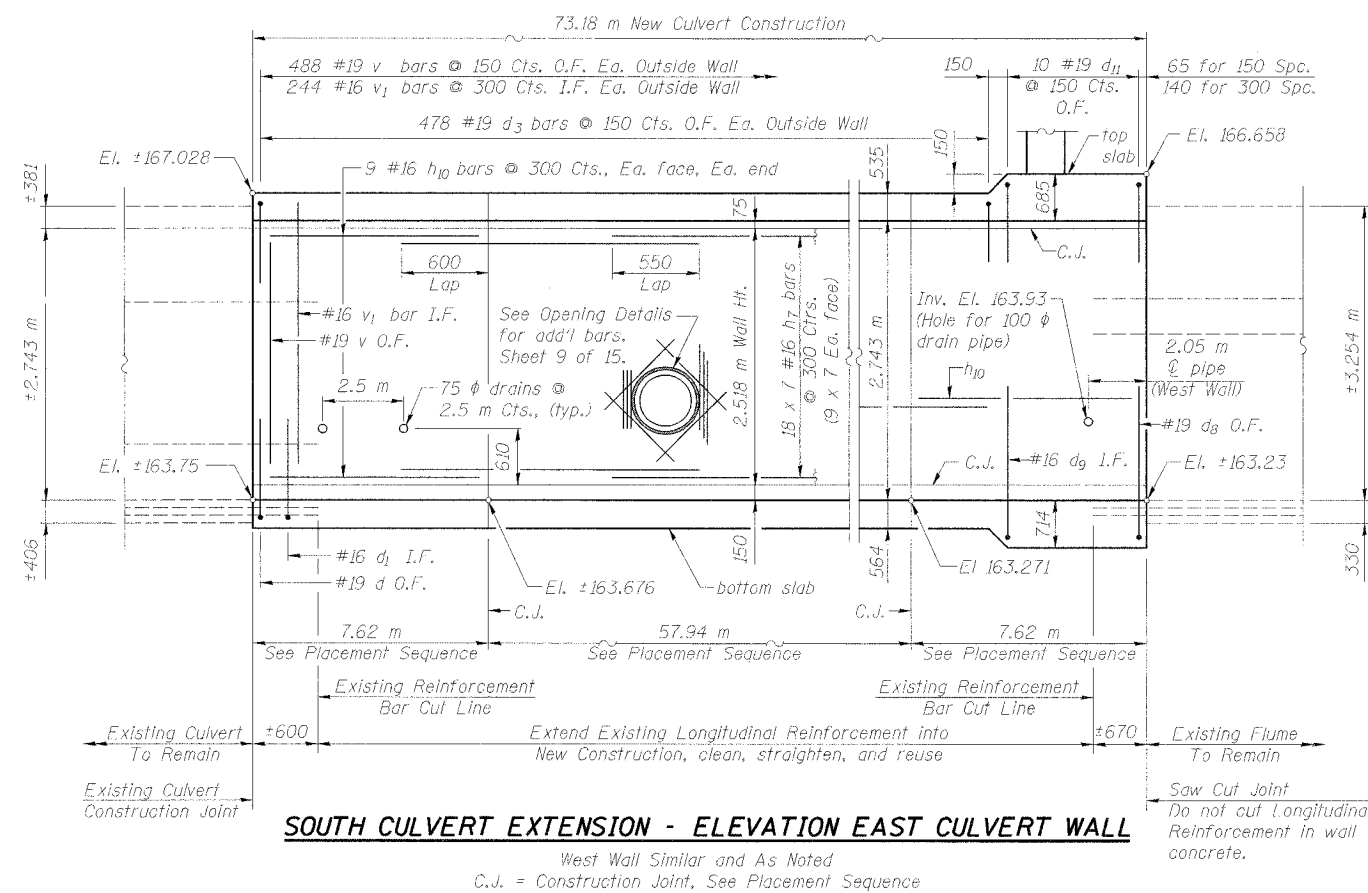 73.18 m New Culvert Construction
488 #19 v bars @ 150 Cts. O.F. Ea. Outside Wall
244 #16 v1 bars @ 300 Cts. I.F. Ea. Outside Wall
150
10 #19 d11
@ 150 Cts.
O.F.
65 for 150 Spc.
140 for 300 Spc.
478 #19 d3 bars @ 150 Cts. O.F. Ea. Outside Wall
El. ±167.028
9 #16 h10 bars @ 300 Cts., Ea. face, Ea. end
150
top
slab
El. 166.658
±381
535
75
685
C.J.
600
Lap
550
Lap
#16 v1 bar I.F.
#19 v O.F.
See Opening Details
for add'l bars.
Sheet 9 of 15.
2.518 m Wall Ht.
18 x 7 #16 h7 bars
@ 300 Ctrs.
(9 x 7 Ea. face)
2.743 m
Inv. El. 163.93
(Hole for 100 ϕ
drain pipe)
h10
2.05 m
℄ pipe
(West Wall)
±2.743 m
±3.254 m
2.5 m
75 ϕ drains @
2.5 m Cts., (typ.)
610
#19 d8 O.F.
El. ±163.75
#16 d9 I.F.
C.J.
El. ±163.23
±406
#16 d1 I.F.
#19 d O.F.
150
564
714
330
El. ±163.676
bottom slab
El 163.271
C.J.
C.J.
7.62 m
See Placement Sequence
57.94 m
See Placement Sequence
7.62 m
See Placement Sequence
Existing Reinforcement
Bar Cut Line
Existing Reinforcement
Bar Cut Line
Existing Culvert
To Remain
±600
Extend Existing Longitudinal Reinforcement into
New Construction, clean, straighten, and reuse
±670
Existing Flume
To Remain
Existing Culvert
Construction Joint
Saw Cut Joint
Do not cut Longitudina
Reinforcement in wall
concrete.
SOUTH CULVERT EXTENSION - ELEVATION EAST CULVERT WALL
West Wall Similar and As Noted
C.J. = Construction Joint, See Placement Sequence